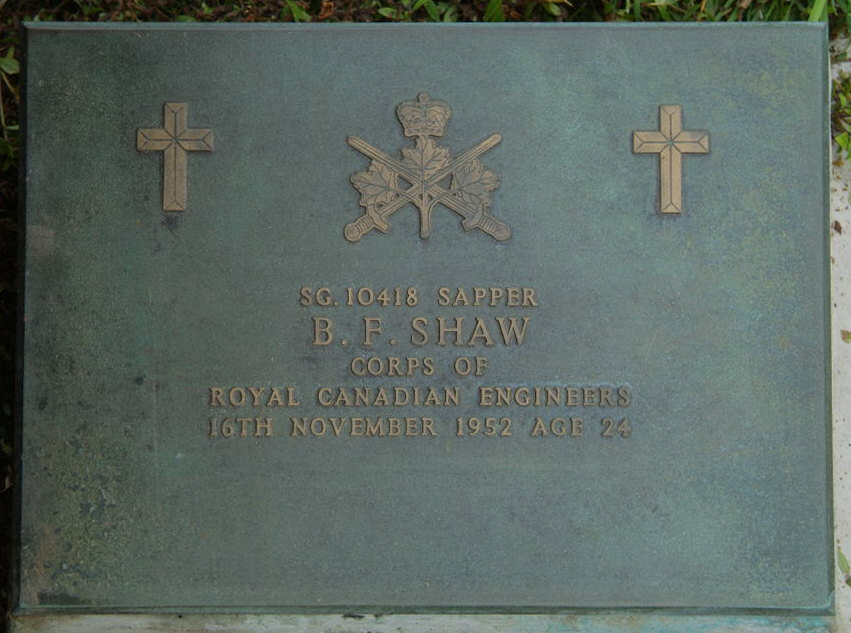 SG. 10418 SAPPER
B. F. SHAW
CORPS OF
ROYAL CANADIAN ENGINEERS
16TH NOVEMBER 1952 AGE 24